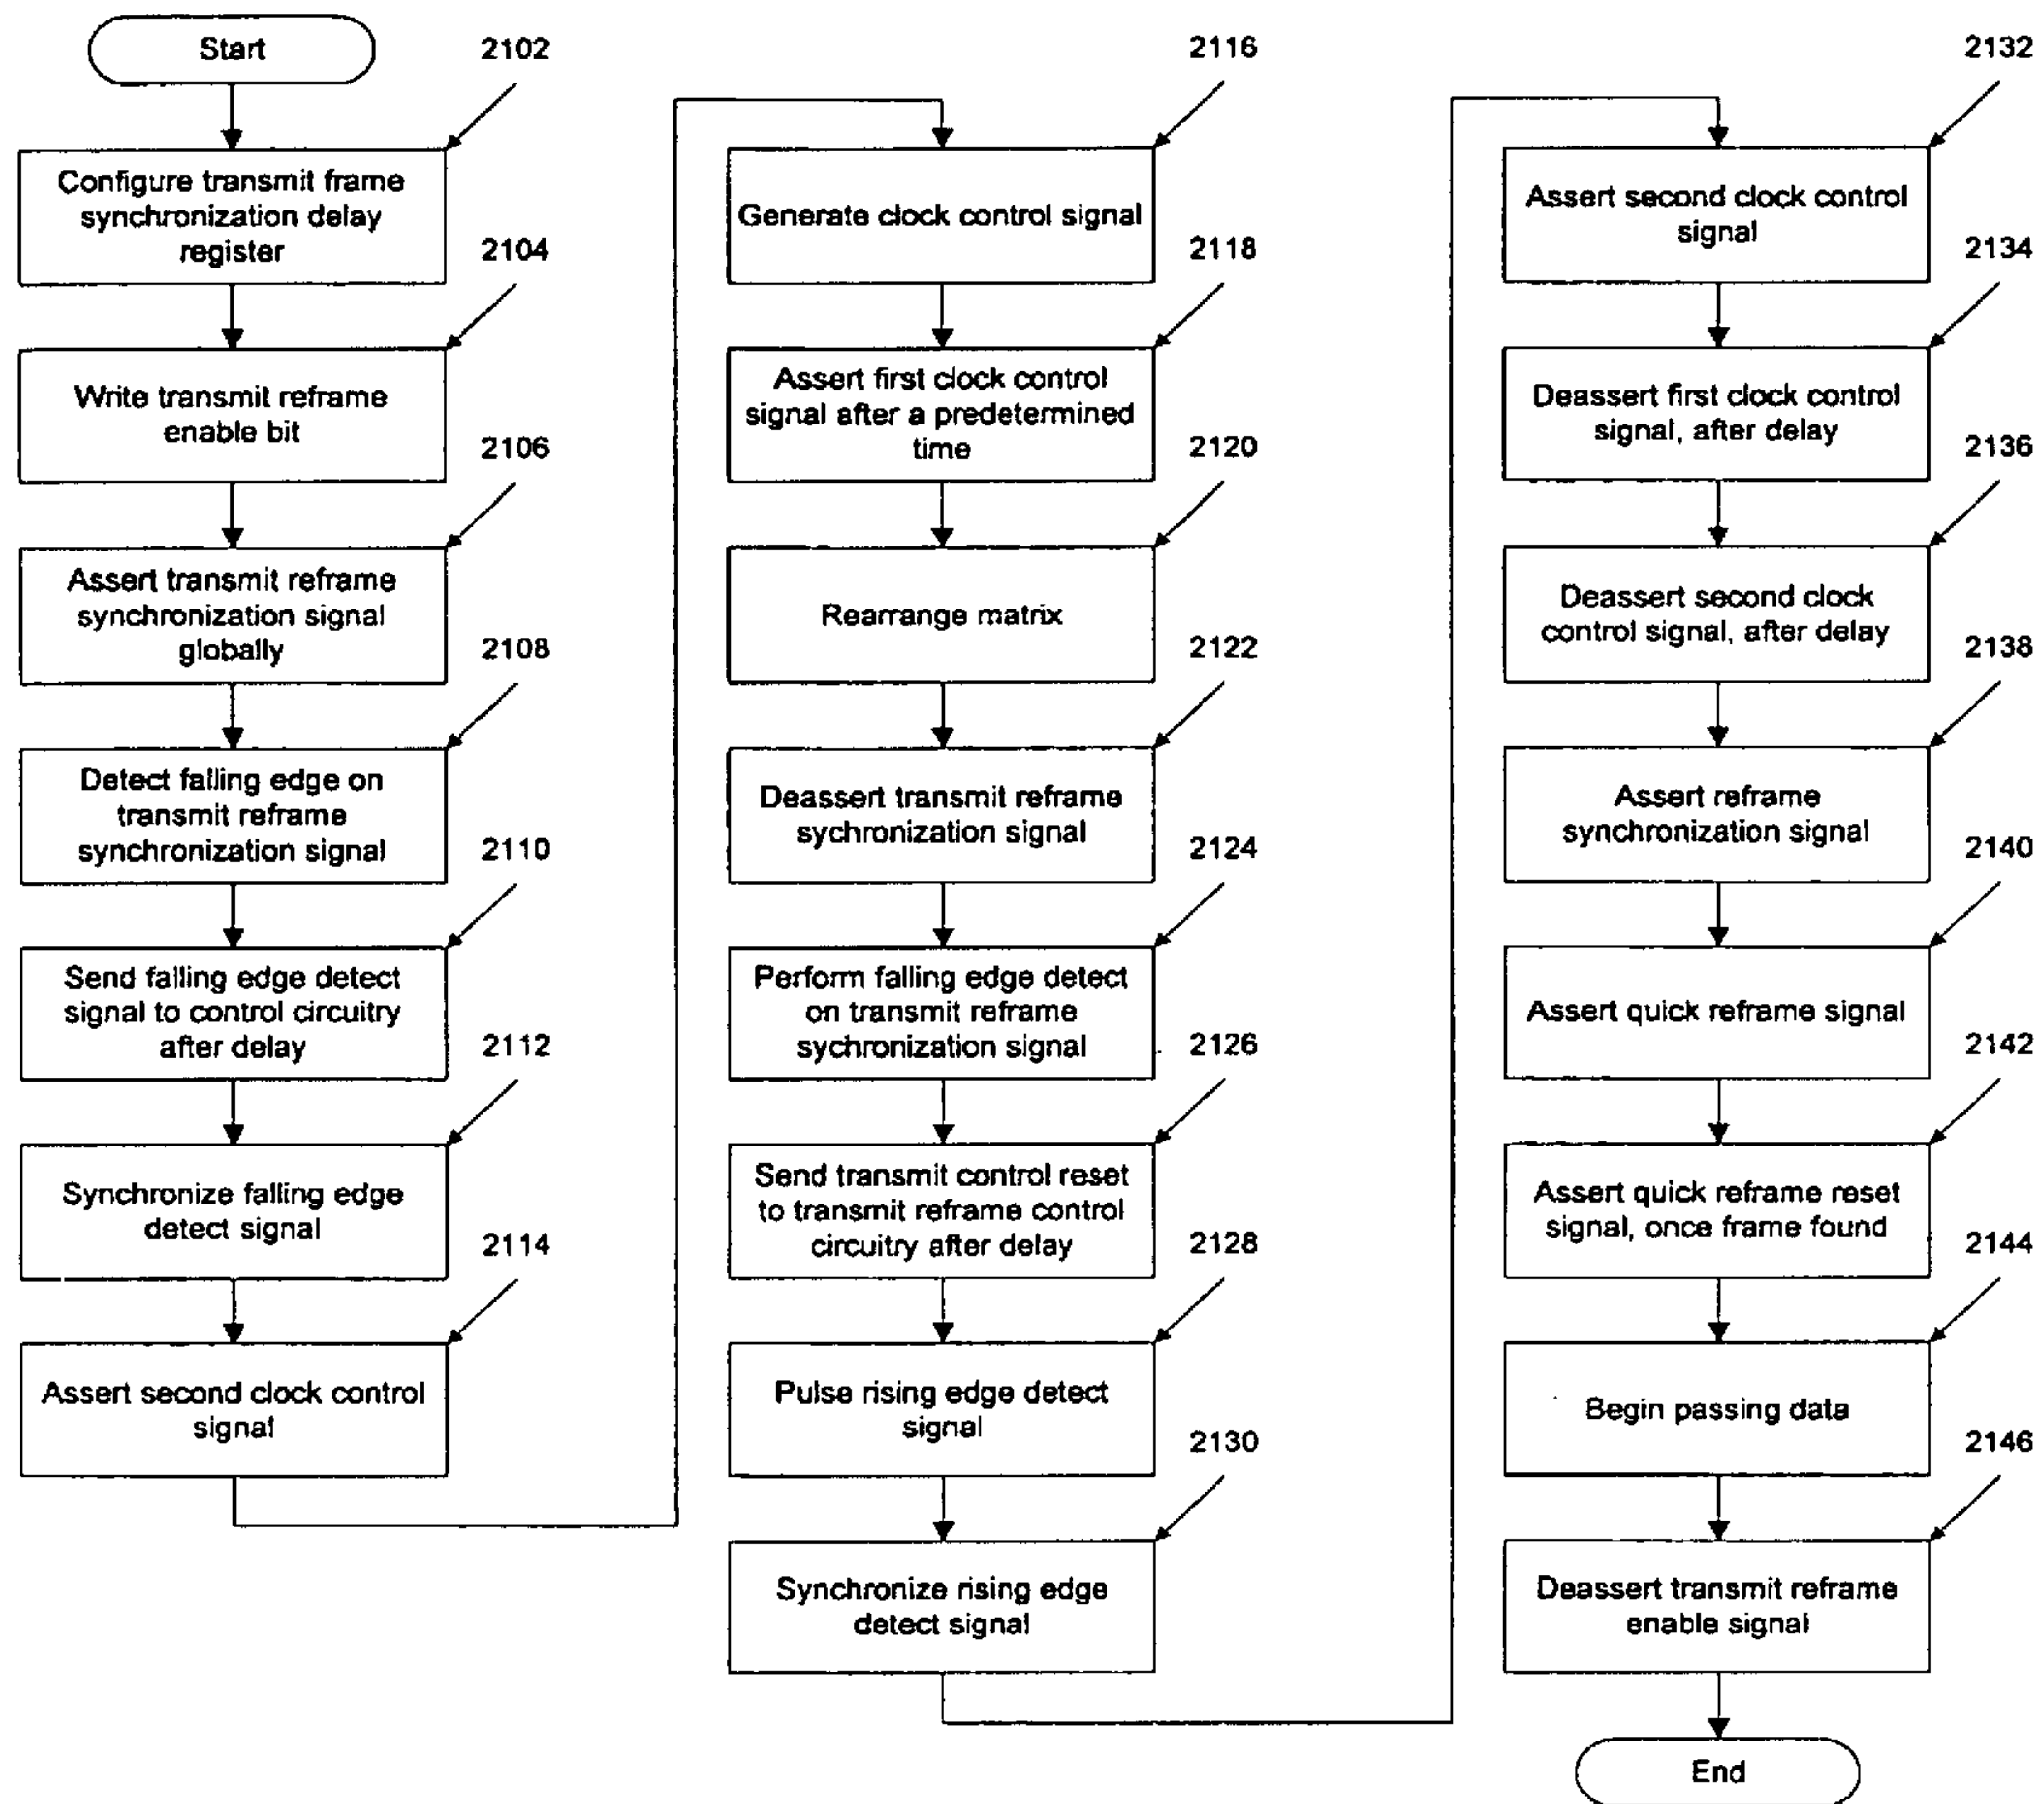 Start
2102
Configure transmit frame
synchronization delay
register
2104
Write transmit reframe
enable bit
2106
Assert transmit reframe
synchronization signal
globally
2108
Detect falling edge on
transmit reframe
synchronization signal
2110
Send falling edge detect
signal to control circuitry
after delay
2112
Synchronize falling edge
detect signal
2114
Assert second clock control
signal
2116
Generate clock control signal
2118
Assert first clock control
signal after a predetermined
time
2120
Rearrange matrix
2122
Deassert transmit reframe
sychronization signal
2124
Perform falling edge detect
on transmit reframe
sychronization signal
2126
Send transmit control reset
to transmit reframe control
circuitry after delay
2128
Pulse rising edge detect
signal
2130
Synchronize rising edge
detect signal
2132
Assert second clock control
signal
2134
Deassert first clock control
signal, after delay
2136
Deassert second clock
control signal, after delay
2138
Assert reframe
synchronization signal
2140
Assert quick reframe signal
2142
Assert quick reframe reset
signal, once frame found
2144
Begin passing data
2146
Deassert transmit reframe
enable signal
End